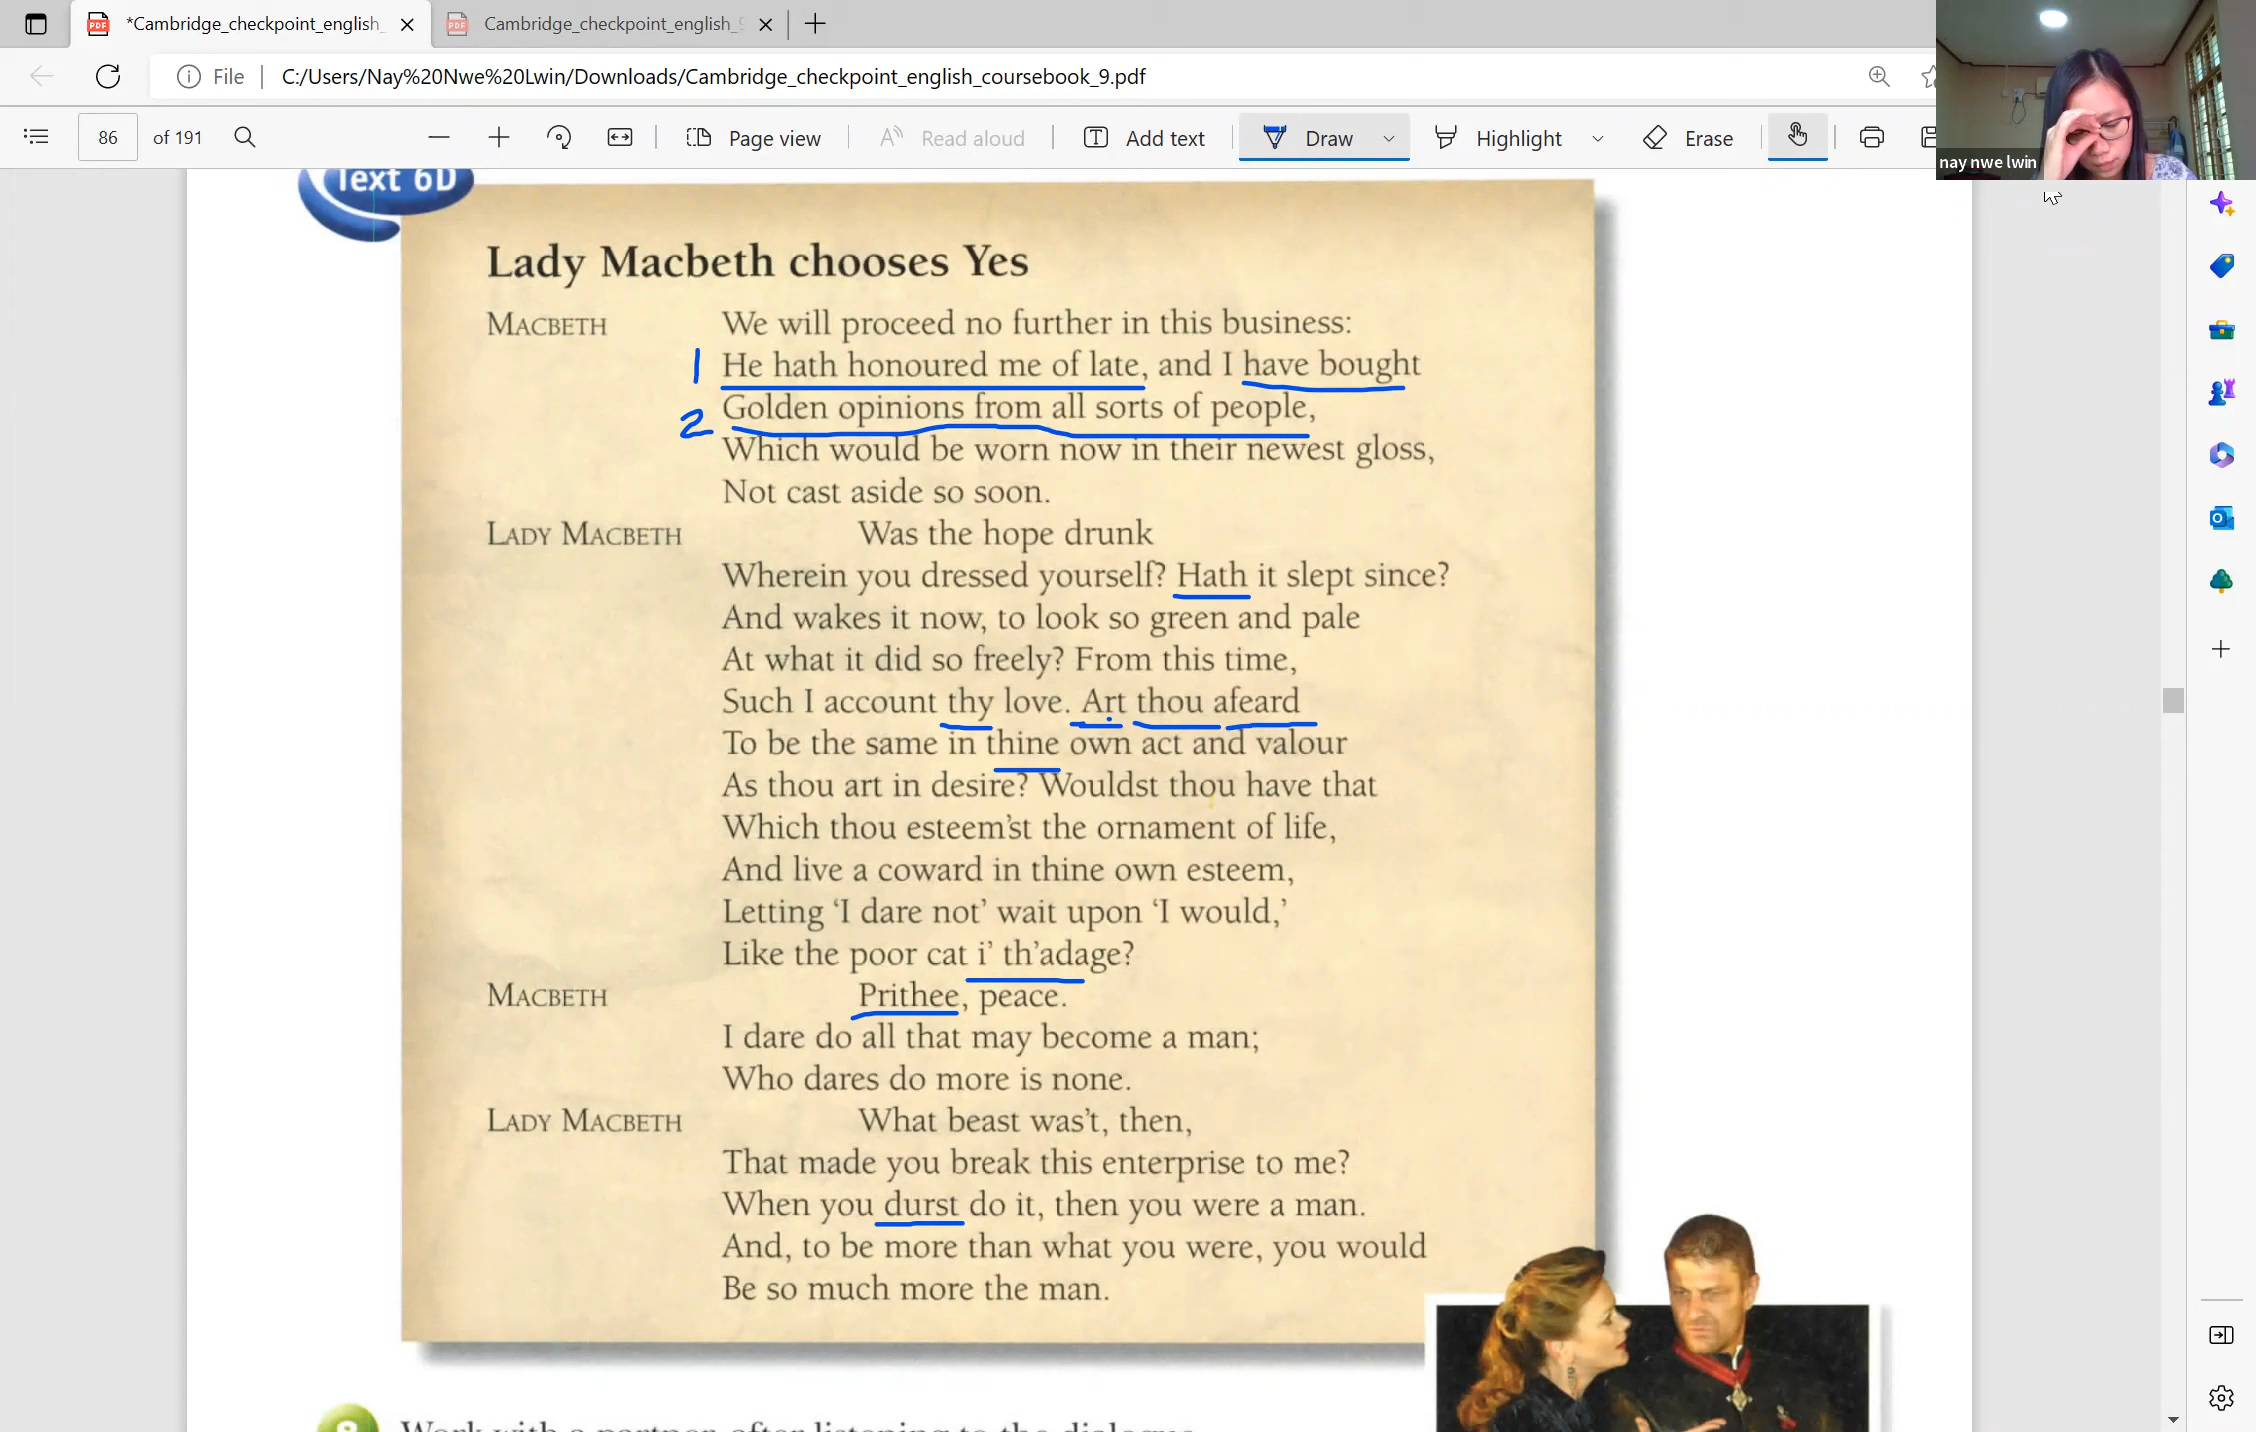 *Cambridge_checkpoint_english_
Cambridge_checkpoint_english_
File
C:/Users/Nay%20Nwe%20Lwin/Downloads/Cambridge_checkpoint_english_coursebook_9.pdf
86 of 191
Page view
Read aloud
Add text
Draw
Highlight
Erase
nay nwe lwin
Text 6D
Lady Macbeth chooses Yes
MACBETH We will proceed no further in this business:
1 He hath honoured me of late, and I have bought
2 Golden opinions from all sorts of people,
Which would be worn now in their newest gloss,
Not cast aside so soon.
LADY MACBETH Was the hope drunk
Wherein you dressed yourself? Hath it slept since?
And wakes it now, to look so green and pale
At what it did so freely? From this time,
Such I account thy love. Art thou afeard
To be the same in thine own act and valour
As thou art in desire? Wouldst thou have that
Which thou esteem'st the ornament of life,
And live a coward in thine own esteem,
Letting ‘I dare not’ wait upon ‘I would,’
Like the poor cat i’ th’adage?
MACBETH Prithee, peace.
I dare do all that may become a man;
Who dares do more is none.
LADY MACBETH What beast was’t, then,
That made you break this enterprise to me?
When you durst do it, then you were a man.
And, to be more than what you were, you would
Be so much more the man.
8 Work with a partner after listening to the dialogue